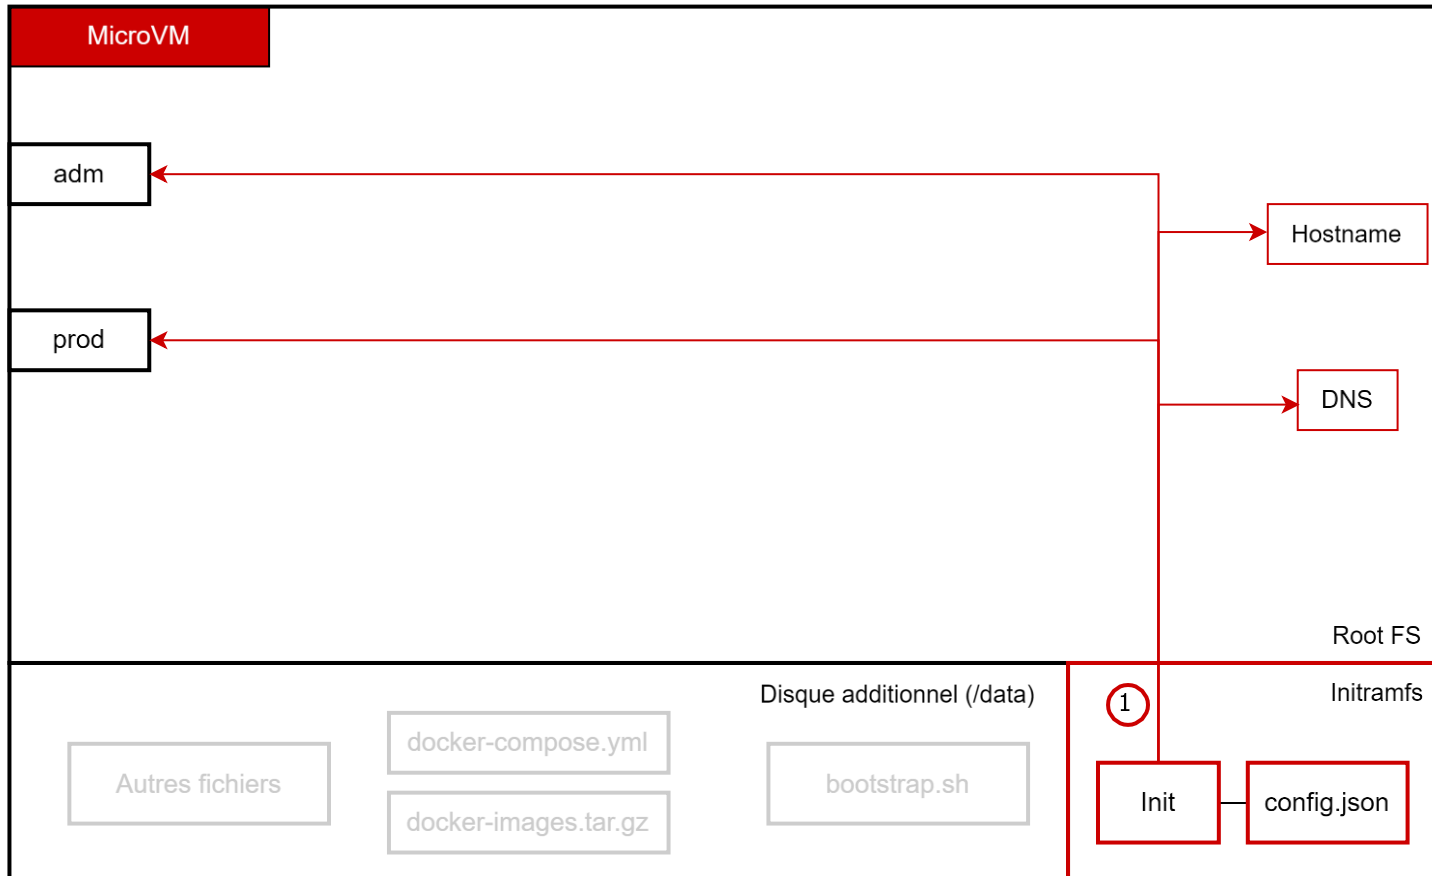 MicroVM
adm
Hostname
prod
DNS
Root FS
Disque additionnel (/data)
Initramfs
1
docker-compose.yml
Autres fichiers
bootstrap.sh
docker-images.tar.gz
Init
config.json